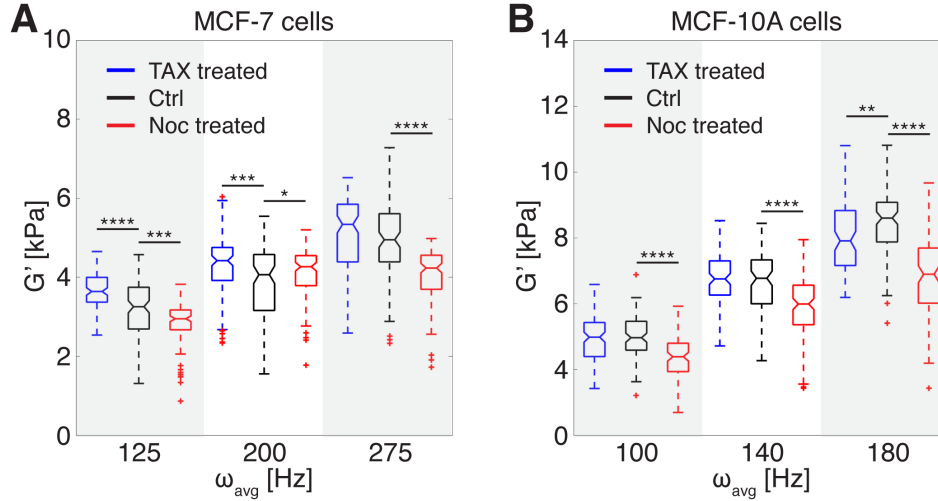 A
MCF-7 cells
10
8
6
4
2
0
G' [kPa]
TAX treated
Ctrl
Noc treated
****
***
***
*
****
125
200
275
ω_avg [Hz]
B
MCF-10A cells
14
12
10
8
6
4
2
0
G' [kPa]
TAX treated
Ctrl
Noc treated
****
****
**
****
100
140
180
ω_avg [Hz]